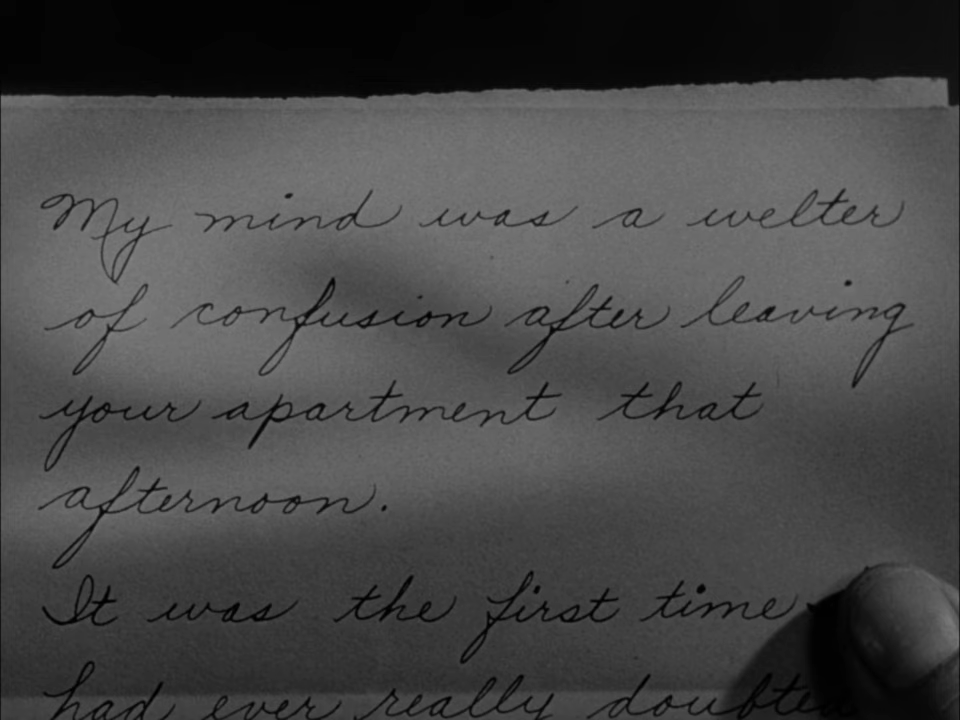 My mind was a welter
of confusion after leaving
your apartment that
afternoon.
It was the first time
had ever really doubted